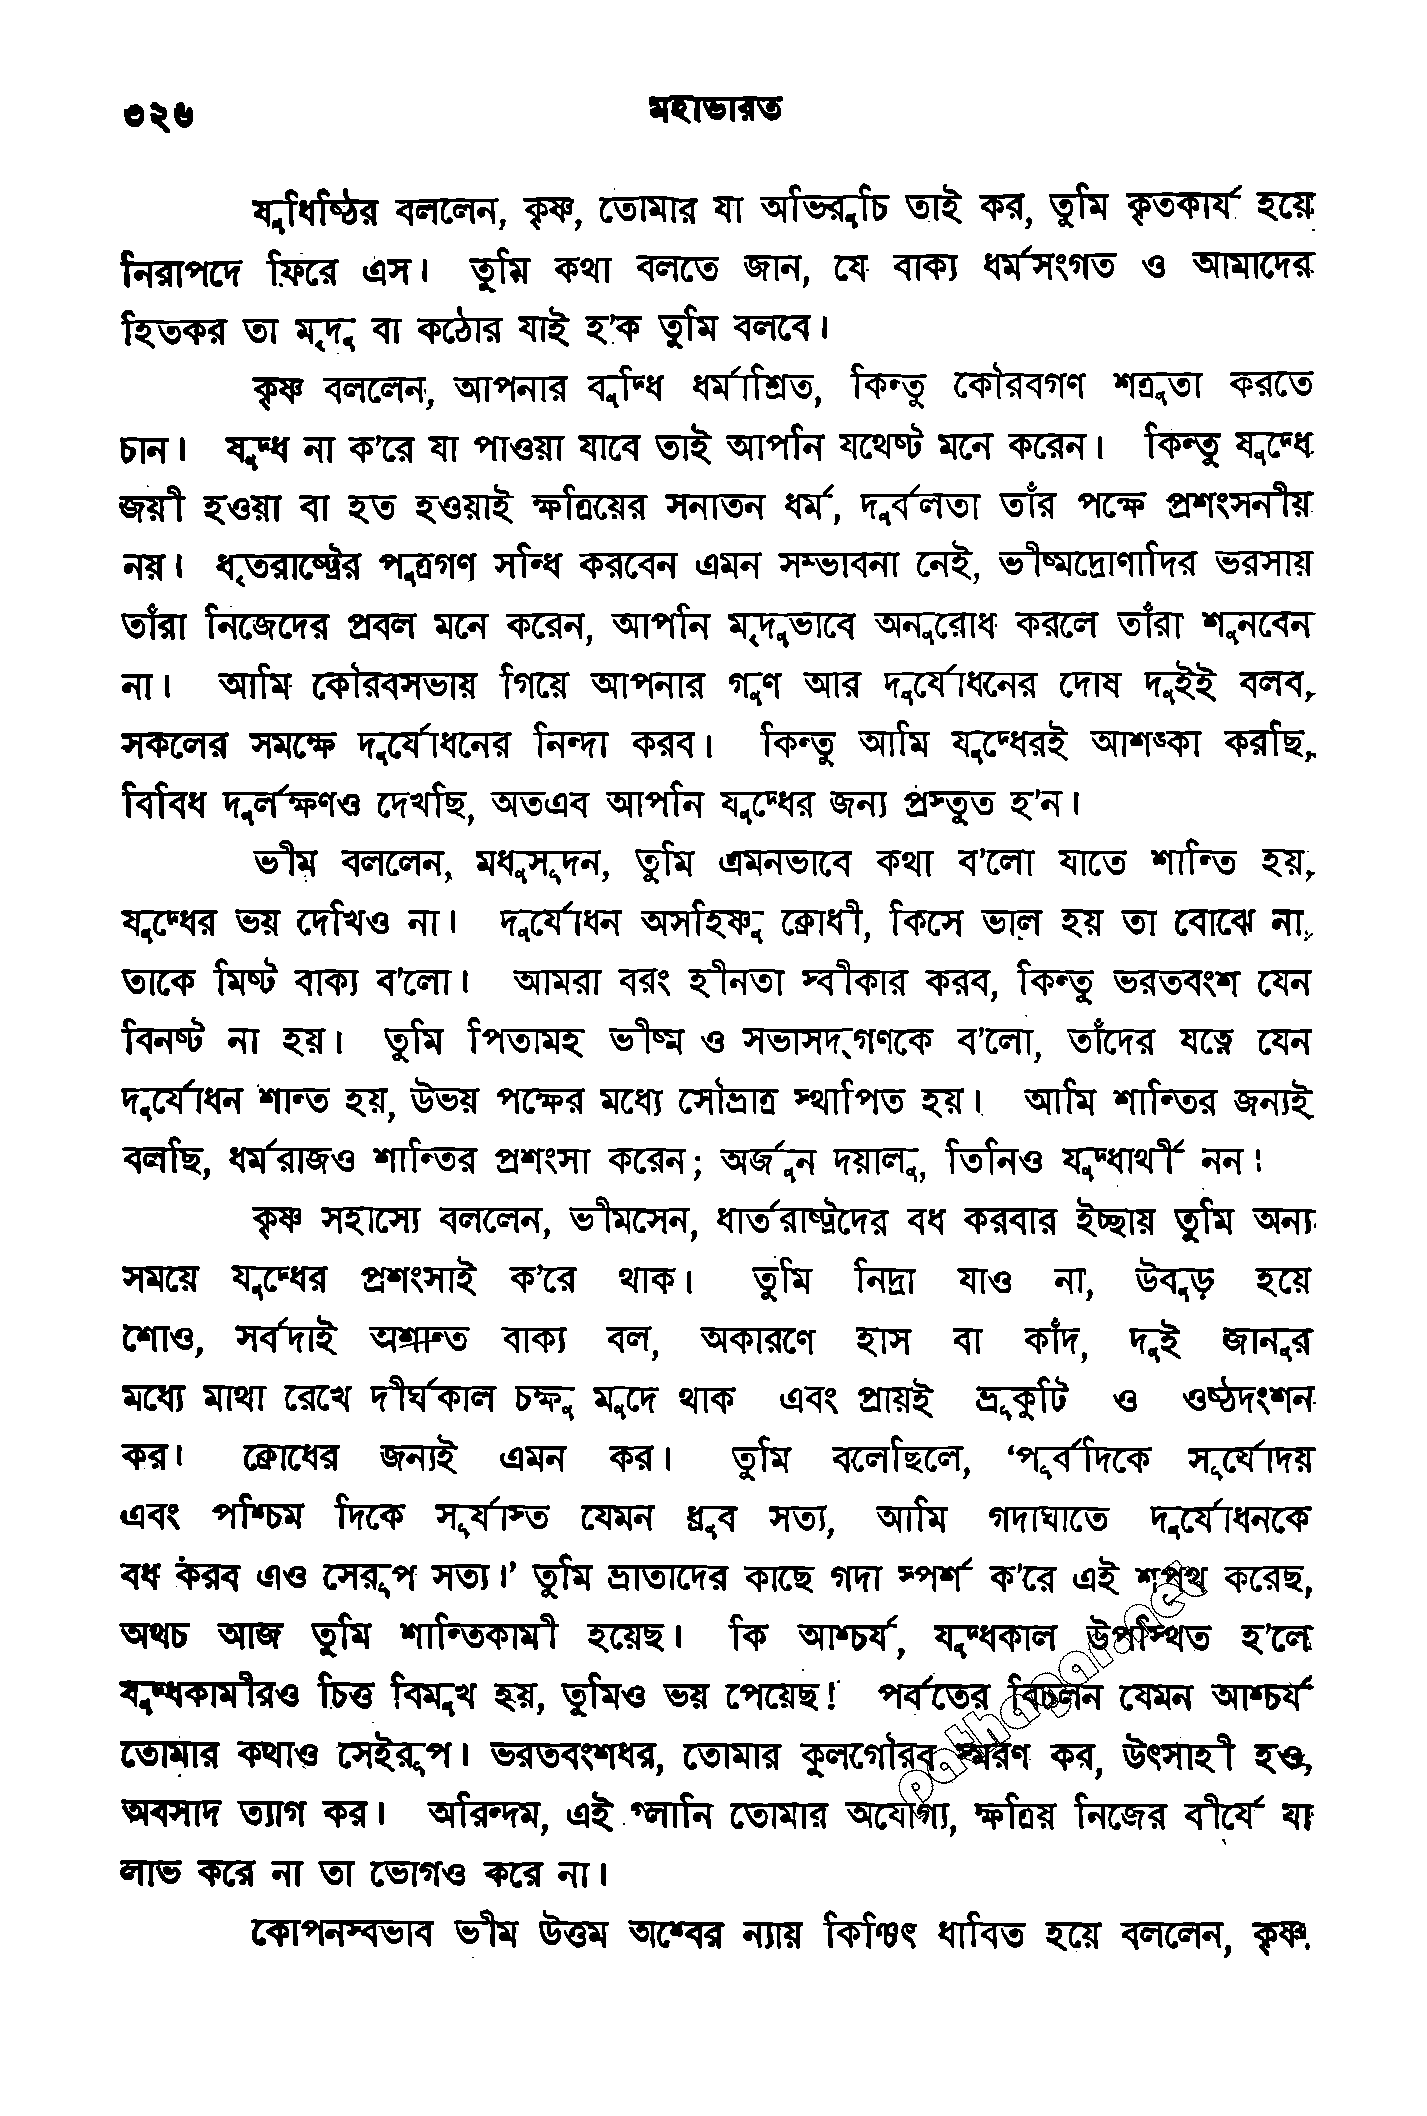 ৩২৬
মহাভারত
যুধিষ্ঠির বললেন, কৃষ্ণ, তোমার যা অভিরুচি তাই কর, তুমি কৃতকার্য হয়ে
নিরাপদে ফিরে এস। তুমি কথা বলতে জান, যে বাক্য ধর্মসংগত ও আমাদের
হিতকর তা মৃদু বা কঠোর যাই হ'ক তুমি বলবে।
কৃষ্ণ বললেন, আপনার বুদ্ধি ধর্মাশ্রিত, কিন্তু কৌরবগণ শত্রুতা করতে
চান। যুদ্ধ না ক'রে যা পাওয়া যাবে তাই আপনি যথেষ্ট মনে করেন। কিন্তু যুদ্ধে
জয়ী হওয়া বা হত হওয়াই ক্ষত্রিয়ের সনাতন ধর্ম, দুর্বলতা তাঁর পক্ষে প্রশংসনীয়
নয়। ধৃতরাষ্ট্রের পুত্রগণ সন্ধি করবেন এমন সম্ভাবনা নেই, ভীষ্মদ্রোণাদির ভরসায়
তাঁরা নিজেদের প্রবল মনে করেন, আপনি মৃদুভাবে অনুরোধ করলে তাঁরা শুনবেন
না। আমি কৌরবসভায় গিয়ে আপনার গুণ আর দুর্যোধনের দোষ দুইই বলব,
সকলের সমক্ষে দুর্যোধনের নিন্দা করব। কিন্তু আমি যুদ্ধেরই আশঙ্কা করছি,
বিবিধ দুর্লক্ষণও দেখছি, অতএব আপনি যুদ্ধের জন্য প্রস্তুত হ'ন।
ভীম বললেন, মধুসূদন, তুমি এমনভাবে কথা ব'লো যাতে শান্তি হয়,
যুদ্ধের ভয় দেখিও না। দুর্যোধন অসহিষ্ণু ক্রোধী, কিসে ভাল হয় তা বোঝে না,
তাকে মিষ্ট বাক্য ব'লো। আমরা বরং হীনতা স্বীকার করব, কিন্তু ভরতবংশ যেন
বিনষ্ট না হয়। তুমি পিতামহ ভীষ্ম ও সভাসদ্‌গণকে ব'লো, তাঁদের যত্নে যেন
দুর্যোধন শান্ত হয়, উভয় পক্ষের মধ্যে সৌভ্রাত্র স্থাপিত হয়। আমি শান্তির জন্যই
বলছি, ধর্মরাজও শান্তির প্রশংসা করেন; অর্জুন দয়ালু, তিনিও যুদ্ধার্থী নন।
কৃষ্ণ সহাস্যে বললেন, ভীমসেন, ধার্তরাষ্ট্রদের বধ করবার ইচ্ছায় তুমি অন্য
সময়ে যুদ্ধের প্রশংসাই ক'রে থাক। তুমি নিদ্রা যাও না, উবুড় হয়ে
শোও, সর্বদাই অশান্ত বাক্য বল, অকারণে হাস বা কাঁদ, দুই জানুর
মধ্যে মাথা রেখে দীর্ঘকাল চক্ষু মুদে থাক এবং প্রায়ই ভ্রূকুটি ও ওষ্ঠদংশন
কর। ক্রোধের জন্যই এমন কর। তুমি বলেছিলে, 'পূর্বদিকে সূর্যোদয়
এবং পশ্চিম দিকে সূর্যাস্ত যেমন ধ্রুব সত্য, আমি গদাঘাতে দুর্যোধনকে
বধ করব এও সেরূপ সত্য।' তুমি ভ্রাতাদের কাছে গদা স্পর্শ ক'রে এই শপথ করেছ,
অথচ আজ তুমি শান্তিকামী হয়েছ। কি আশ্চর্য, যুদ্ধকাল উপস্থিত হ'লে
যুদ্ধকামীরও চিত্ত বিমুখ হয়, তুমিও ভয় পেয়েছ! পর্বতের বিচলন যেমন আশ্চর্য
তোমার কথাও সেইরূপ। ভরতবংশধর, তোমার কুলগৌরব স্মরণ কর, উৎসাহী হও,
অবসাদ ত্যাগ কর। অরিন্দম, এই গ্লানি তোমার অযোগ্য, ক্ষত্রিয় নিজের বীর্যে যা
লাভ করে না তা ভোগও করে না।
কোপনস্বভাব ভীম উত্তম অশ্বের ন্যায় কিঞ্চিৎ ধাবিত হয়ে বললেন, কৃষ্ণ,
pathagar.net